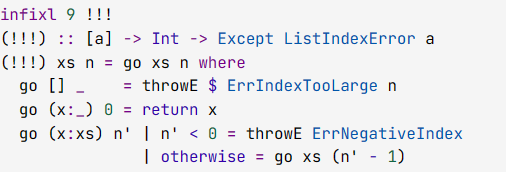 infixl 9 !!!
(!!!) :: [a] -> Int -> Except ListIndexError a
(!!!) xs n = go xs n where
  go [] _     = throwE $ ErrIndexTooLarge n
  go (x:_) 0 = return x
  go (x:xs) n' | n' < 0 = throwE ErrNegativeIndex
               | otherwise = go xs (n' - 1)